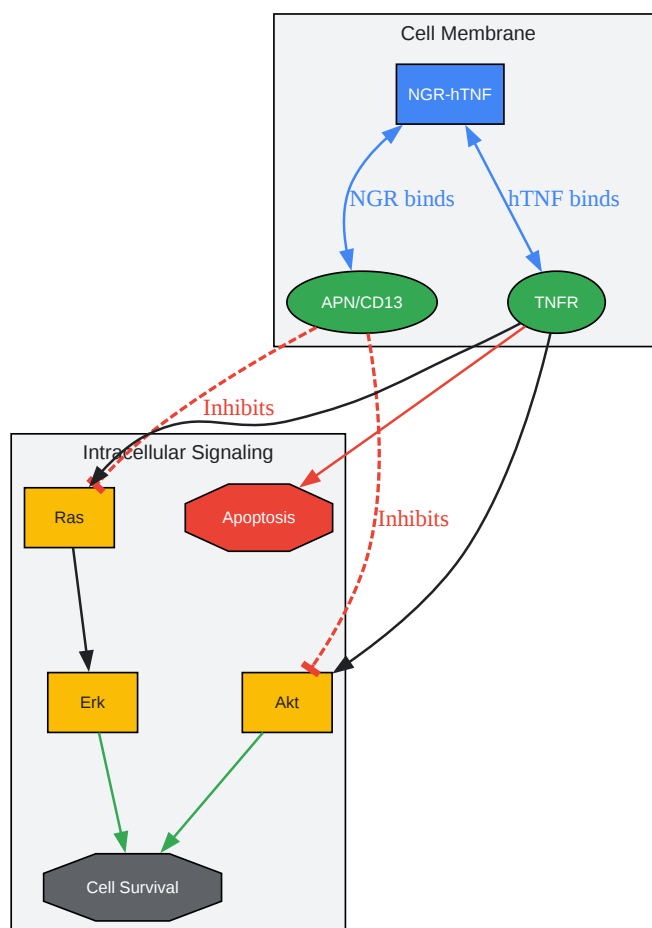 Cell Membrane
NGR-hTNF
NGR binds
hTNF binds
APN/CD13
TNFR
Inhibits
Intracellular Signaling
Ras
Apoptosis
Inhibits
Erk
Akt
Cell Survival